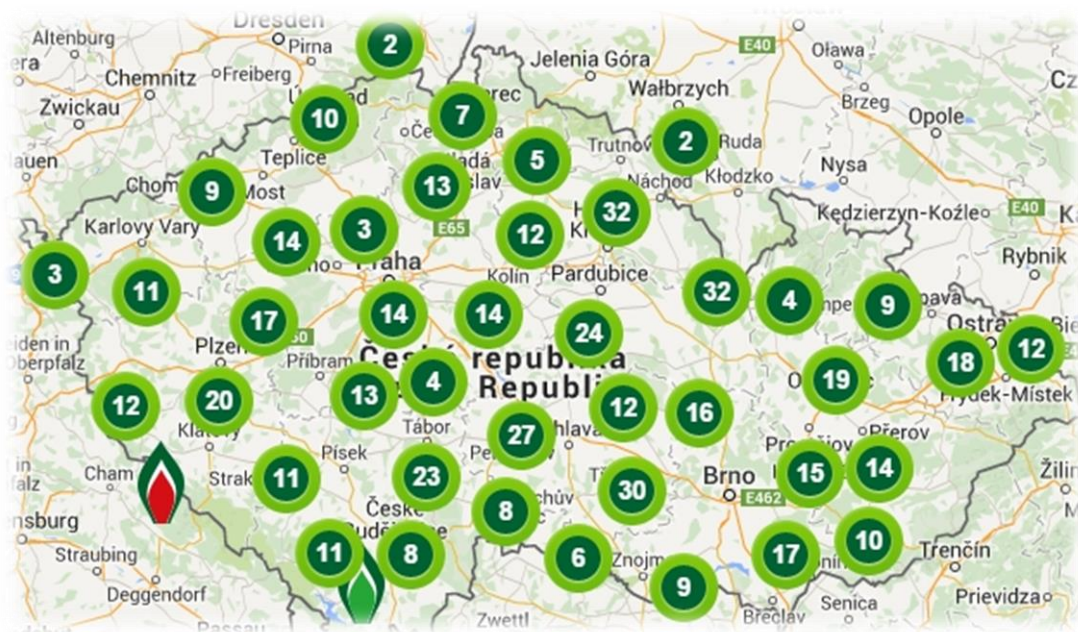 Dresden
2
Altenburg
Pirna
Jelenia Góra
E40
Oława
Chemnitz
Freiberg
Wałbrzych
Brzeg
Zwickau
10
7
Opole
2
Ruda
Teplice
5
Trutnov
Nysa
9
Most
13
Náchod
Kłodzko
32
Kędzierzyn-Koźle
E40
Karlovy Vary
14
3
E65
12
Rybnik
3
11
Praha
Kolín
Pardubice
32
4
9
17
14
14
24
Plzeň
Příbram
Česká republika
Republi
18
12
12
20
13
4
12
16
19
Frýdek-Místek
Klatovy
Tábor
27
Přerov
Cham
Písek
11
23
8
30
Brno
E462
15
14
České
Straubing
11
8
6
Znojm
9
17
10
Trenčín
Deggendorf
Passau
Zwettl
Břeclav
Senica
Prievidza